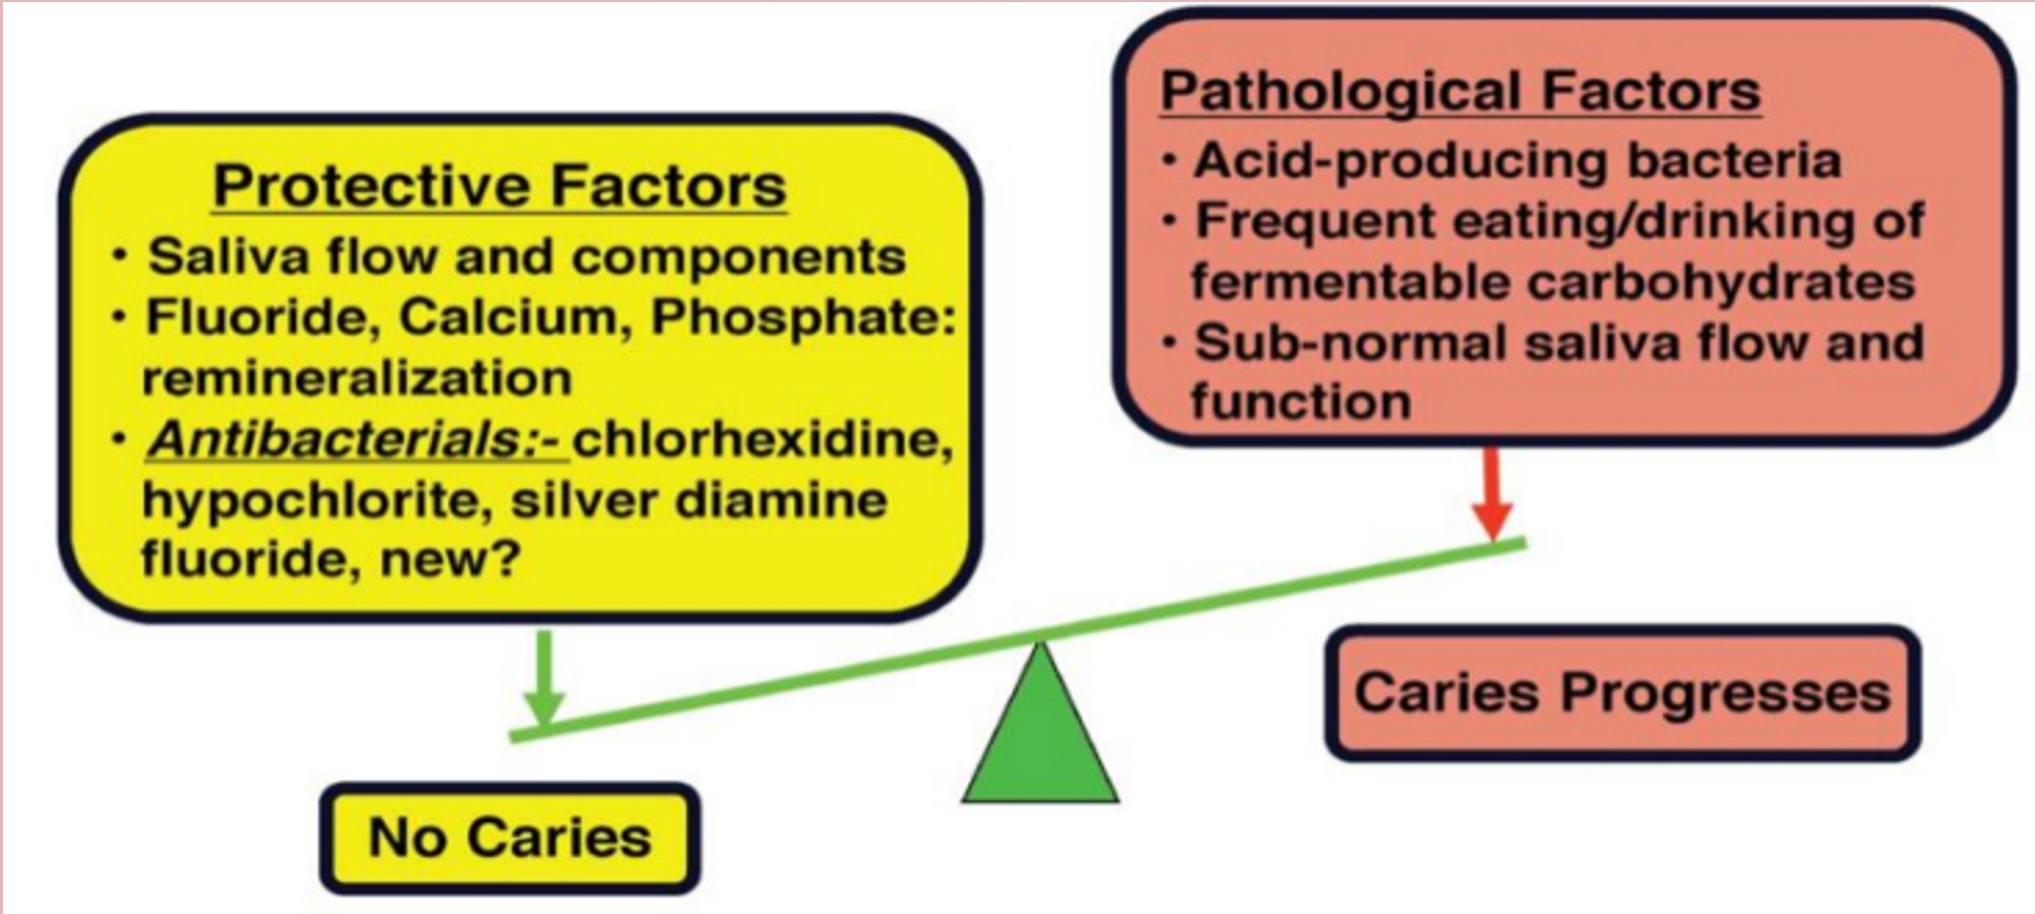 Protective Factors
• Saliva flow and components
• Fluoride, Calcium, Phosphate:
remineralization
• Antibacterials:- chlorhexidine,
hypochlorite, silver diamine
fluoride, new?
Pathological Factors
• Acid-producing bacteria
• Frequent eating/drinking of
fermentable carbohydrates
• Sub-normal saliva flow and
function
No Caries
Caries Progresses